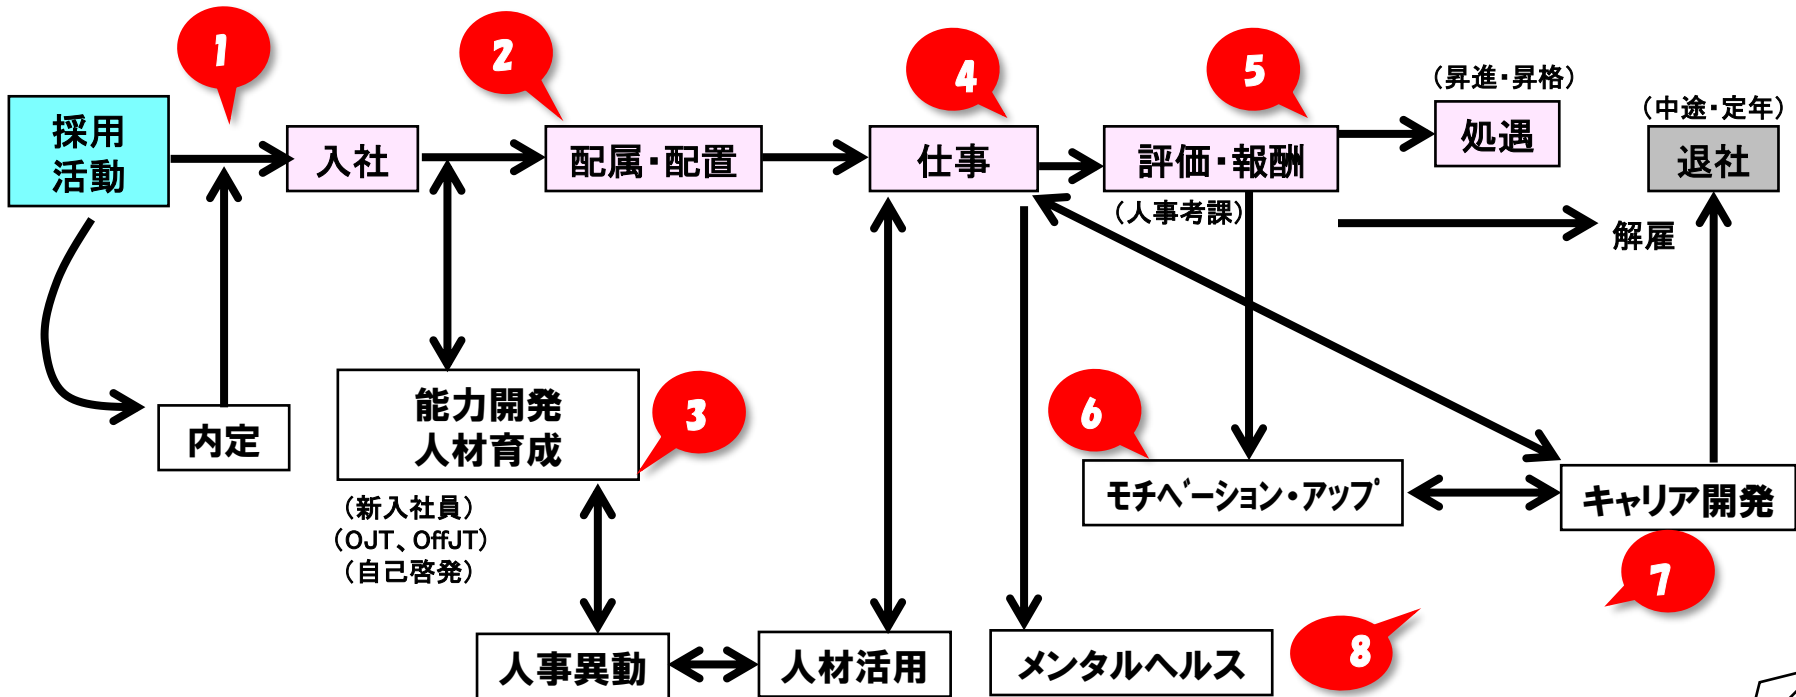 1
2
4
5
(昇進・昇格)
(中途・定年)
採用
活動
入社
配属・配置
仕事
評価・報酬
処遇
退社
(人事考課)
解雇
能力開発
人材育成
3
6
内定
モチベーション・アップ
キャリア開発
(新入社員)
(OJT、OffJT)
(自己啓発)
7
人事異動
人材活用
メンタルヘルス
8